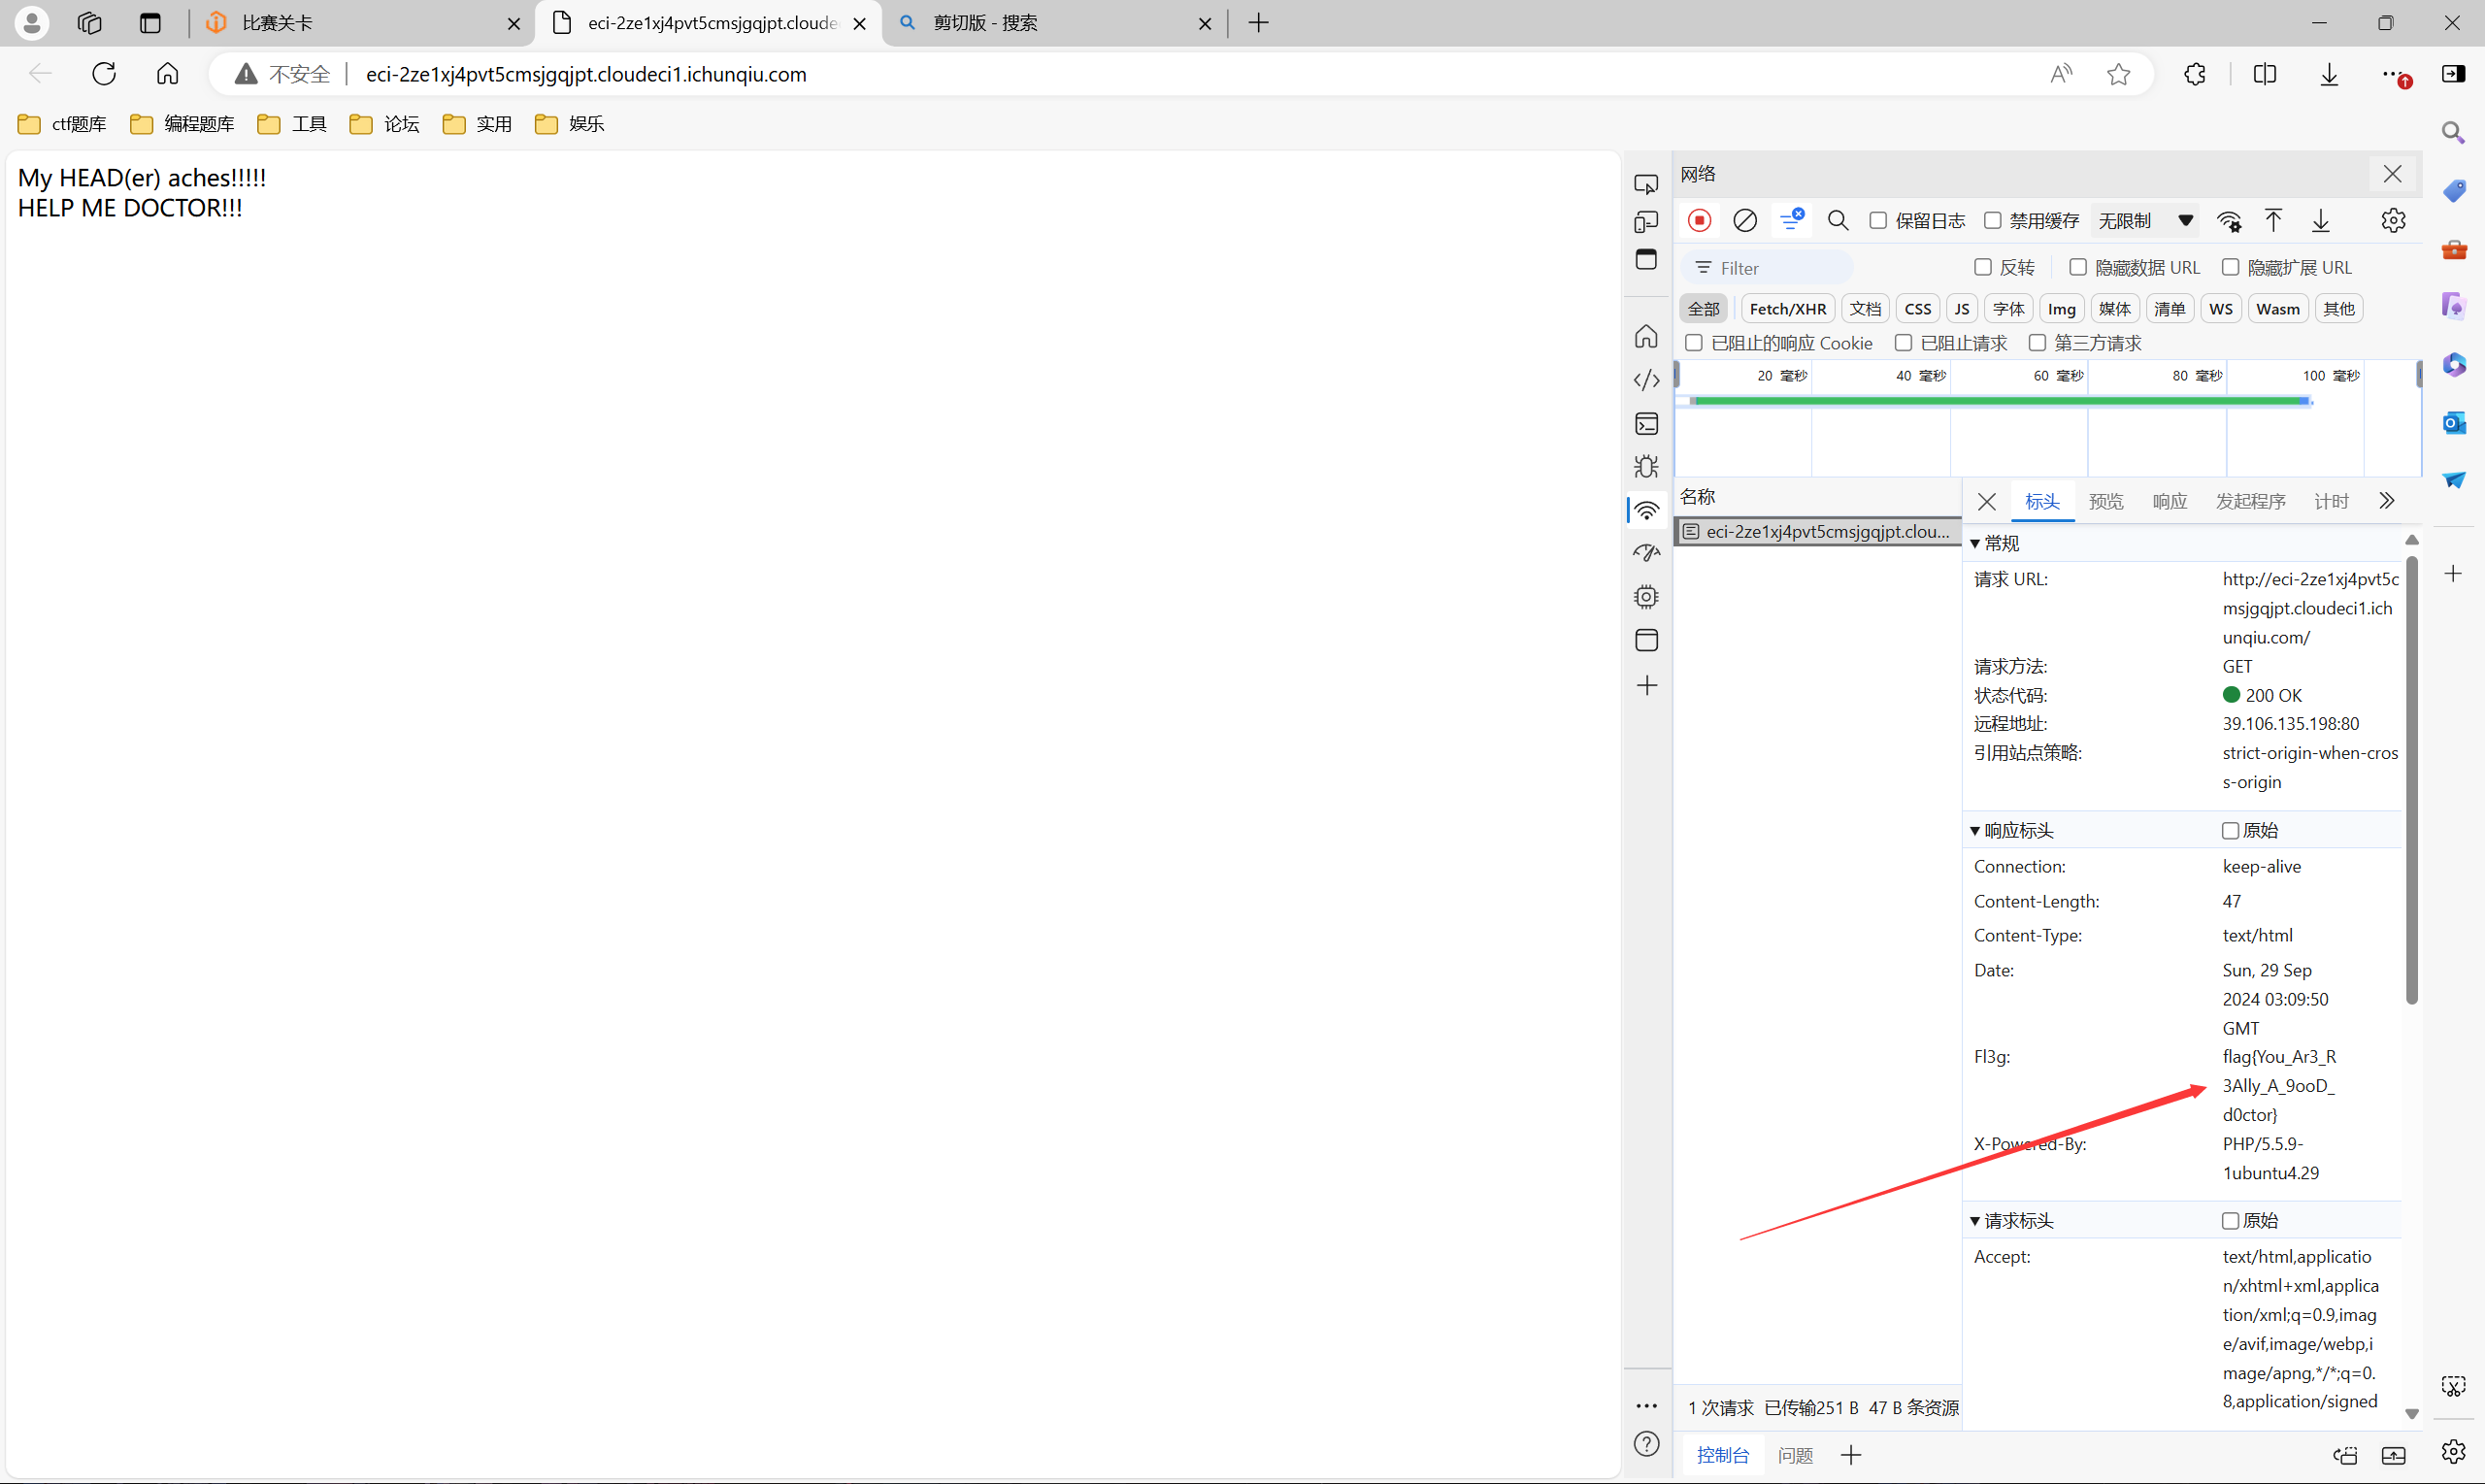 比赛关卡
eci-2ze1xj4pvt5cmsjgqjpt.cloude
剪切版 - 搜索
不安全
eci-2ze1xj4pvt5cmsjgqjpt.cloudeci1.ichunqiu.com
ctf题库
编程题库
工具
论坛
实用
娱乐
My HEAD(er) aches!!!!!
HELP ME DOCTOR!!!
网络
保留日志
禁用缓存
无限制
Filter
反转
隐藏数据 URL
隐藏扩展 URL
全部
Fetch/XHR
文档
CSS
JS
字体
Img
媒体
清单
WS
Wasm
其他
已阻止的响应 Cookie
已阻止请求
第三方请求
20 毫秒
40 毫秒
60 毫秒
80 毫秒
100 毫秒
名称
eci-2ze1xj4pvt5cmsjgqjpt.clou...
标头
预览
响应
发起程序
计时
常规
请求 URL:
http://eci-2ze1xj4pvt5c
msjgqjpt.cloudeci1.ich
unqiu.com/
请求方法:
GET
状态代码:
200 OK
远程地址:
39.106.135.198:80
引用站点策略:
strict-origin-when-cros
s-origin
响应标头
原始
Connection:
keep-alive
Content-Length:
47
Content-Type:
text/html
Date:
Sun, 29 Sep
2024 03:09:50
GMT
Fl3g:
flag{You_Ar3_R
3Ally_A_9ooD_
d0ctor}
X-Powered-By:
PHP/5.5.9-
1ubuntu4.29
请求标头
原始
Accept:
text/html,applicatio
n/xhtml+xml,applica
tion/xml;q=0.9,imag
e/avif,image/webp,i
mage/apng,*/*;q=0.
8,application/signed
1 次请求
已传输251 B
47 B 条资源
控制台
问题